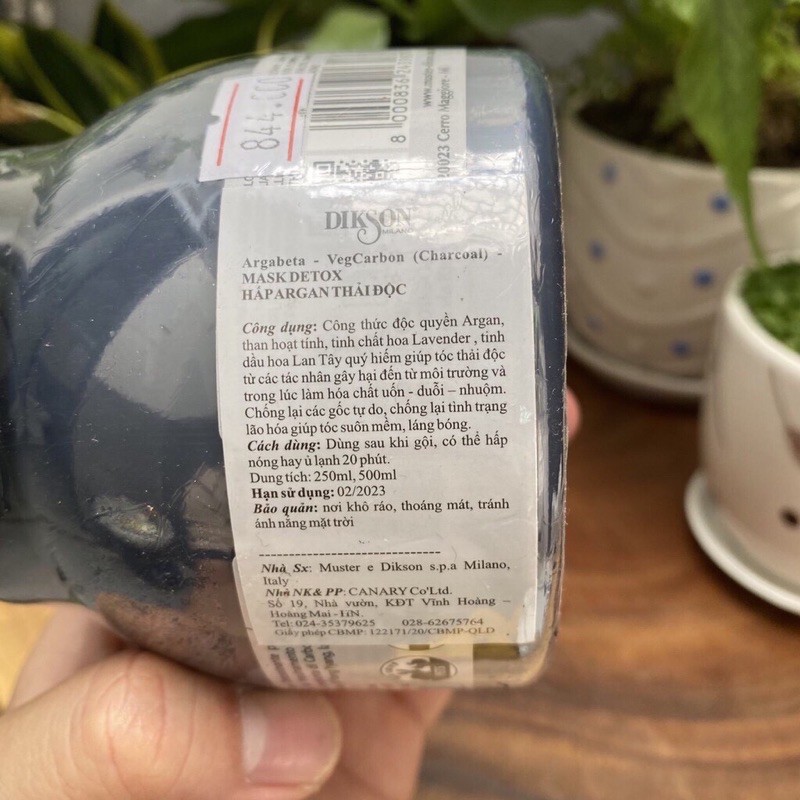 844.000
8 000836
www.muster-
20023 Cerro Maggiore - MI
DIKSON
MILANO
Argabeta - VegCarbon (Charcoal) -
MASK DETOX
HẤP ARGAN THẢI ĐỘC
Công dụng: Công thức độc quyền Argan,
than hoạt tính, tinh chất hoa Lavender , tinh
dầu hoa Lan Tây quý hiếm giúp tóc thải độc
từ các tác nhân gây hại đến từ môi trường và
trong lúc làm hóa chất uốn - duỗi – nhuộm.
Chống lại các gốc tự do, chống lại tình trạng
lão hóa giúp tóc suôn mềm, láng bóng.
Cách dùng: Dùng sau khi gội, có thể hấp
nóng hay ủ lạnh 20 phút.
Dung tích: 250ml, 500ml
Hạn sử dụng: 02/2023
Bảo quản: nơi khô ráo, thoáng mát, tránh
ánh nắng mặt trời
-------------------------------
Nhà Sx: Muster e Dikson s.p.a Milano,
Italy
Nhà NK& PP: CANARY Co'Ltd.
Số 19, Nhà vườn, KĐT Vĩnh Hoàng –
Hoàng Mai - HN.
Tel: 024-35379625 028-62675764
Giấy phép CBMP: 122171/20/CBMP-QLD